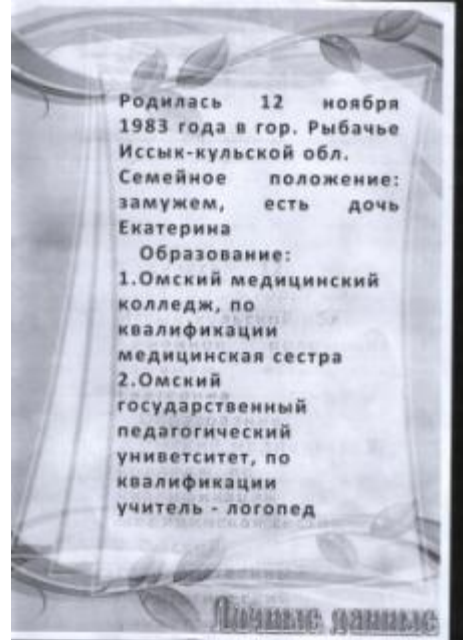 Родилась 12 ноября
1983 года в гор. Рыбачье
Иссык-кульской обл.
Семейное положение:
замужем, есть дочь
Екатерина
Образование:
1.Омский медицинский
колледж, по
квалификации
медицинская сестра
2.Омский
государственный
педагогический
униветситет, по
квалификации
учитель - логопед
Личные данные